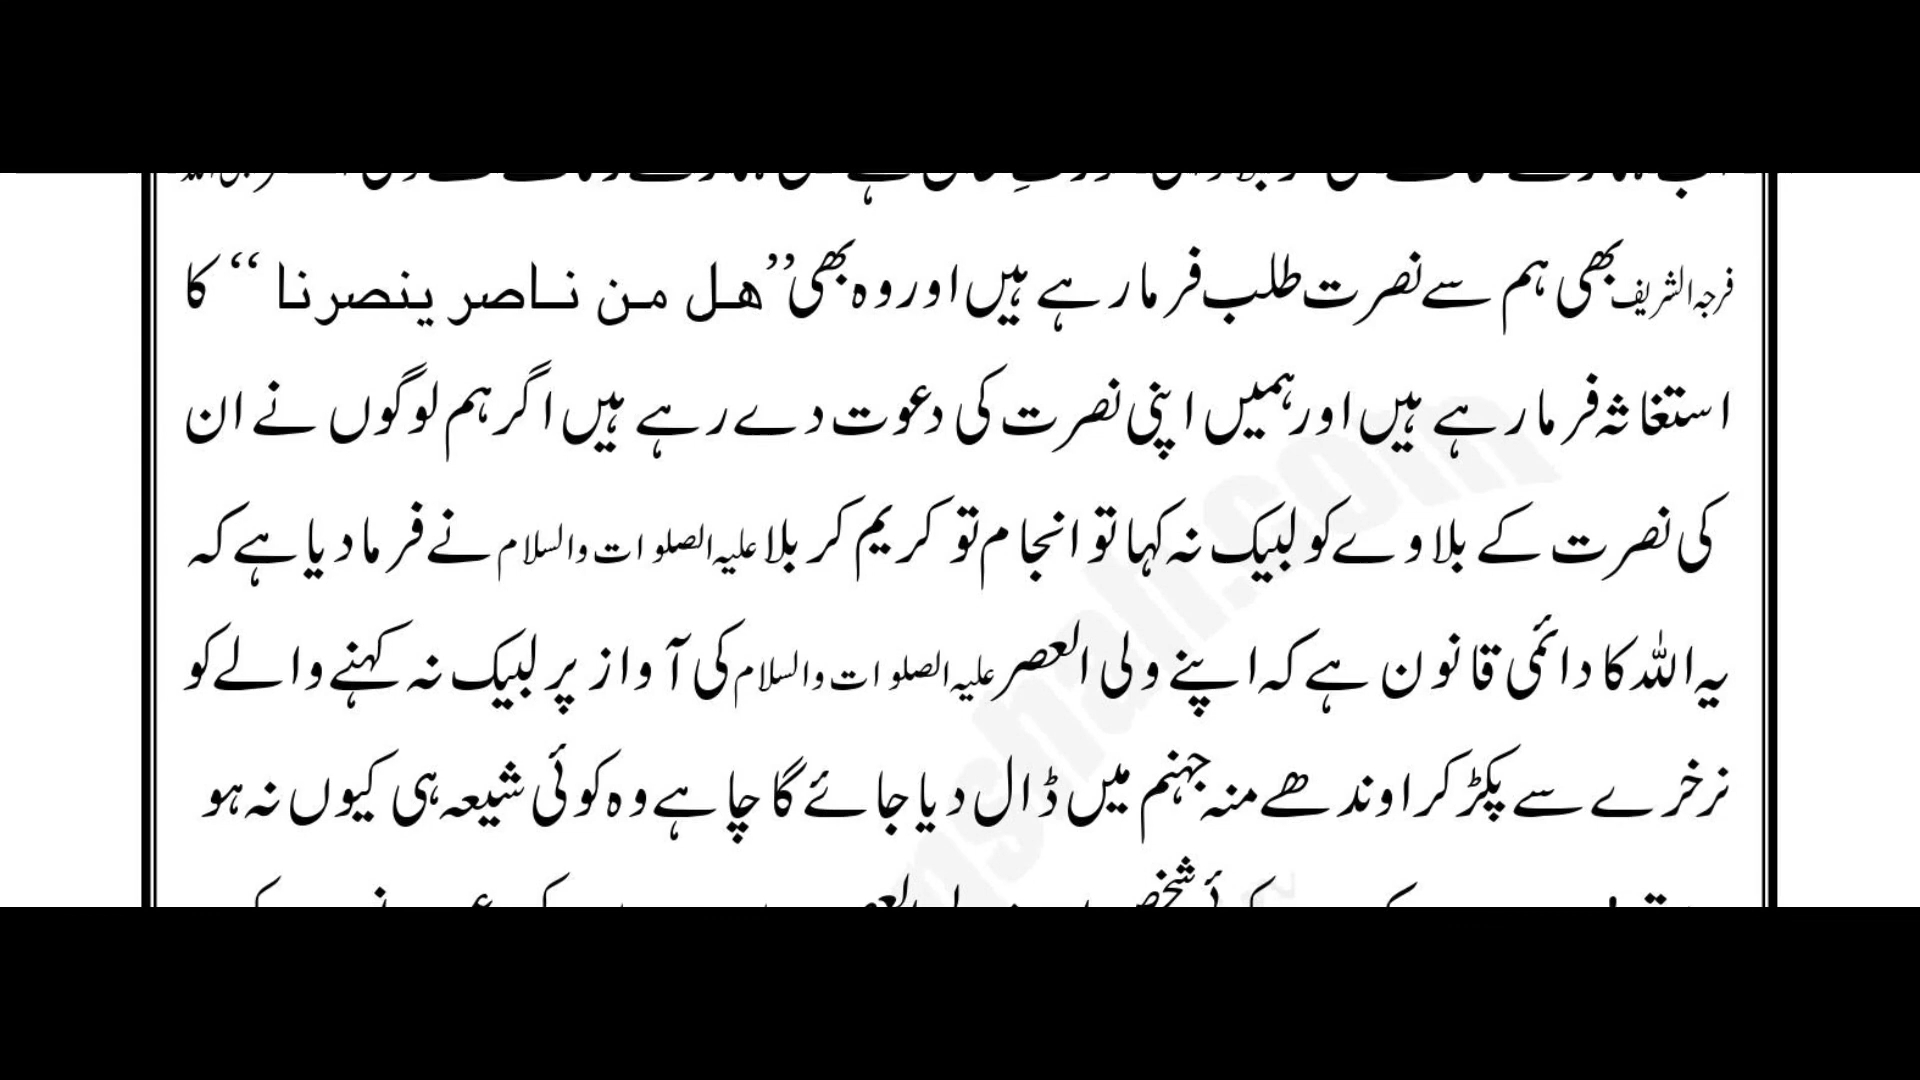 فرجہ الشریف بھی ہم سے نصرت طلب فرما رہے ہیں اور وہ بھی ’’ھل من ناصر ینصرنا‘‘ کا
استغاثہ فرما رہے ہیں اور ہمیں اپنی نصرت کی دعوت دے رہے ہیں اگر ہم لوگوں نے ان
کی نصرت کے بلاوے کو لبیک نہ کہا تو انجام تو کریم کربلا علیہ الصلوات والسلام نے فرما دیا ہے کہ
یہ اللہ کا دائمی قانون ہے کہ اپنے ولی العصر علیہ الصلوات والسلام کی آواز پر لبیک نہ کہنے والے کو
نرخرے سے پکڑ کر اوندھے منہ جہنم میں ڈال دیا جائے گا چاہے وہ کوئی شیعہ ہی کیوں نہ ہو